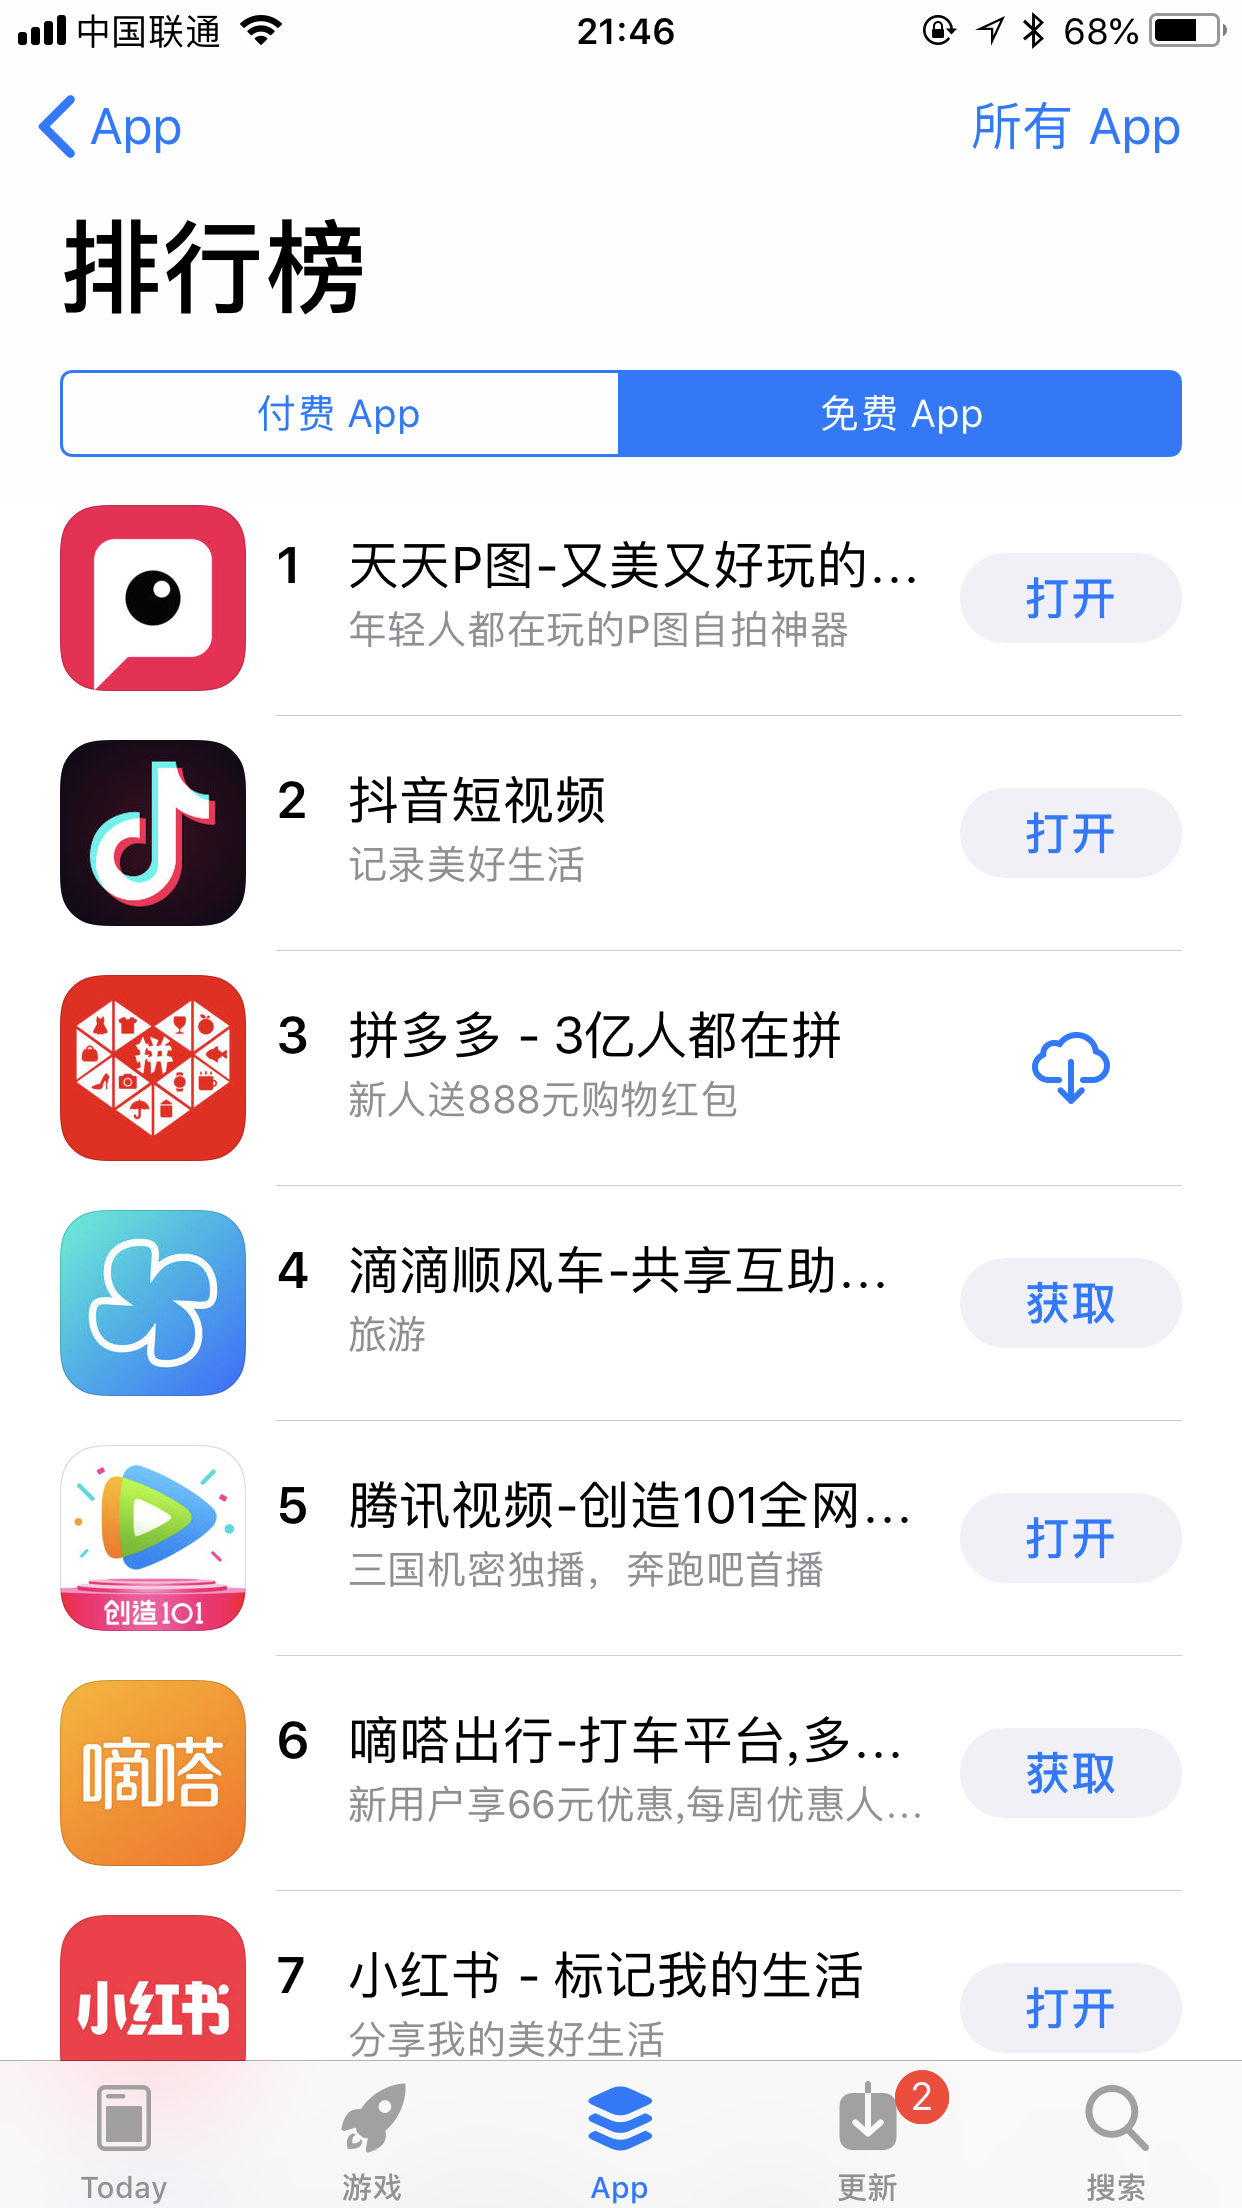 中国联通 21:46 68%
App 所有 App
排行榜
付费 App 免费 App
1 天天P图-又美又好玩的... 打开
年轻人都在玩的P图自拍神器
2 抖音短视频 打开
记录美好生活
拼
3 拼多多 - 3亿人都在拼
新人送888元购物红包
4 滴滴顺风车-共享互助... 获取
旅游
5 腾讯视频-创造101全网... 打开
三国机密独播，奔跑吧首播
创造101
6 嘀嗒出行-打车平台,多... 获取
新用户享66元优惠,每周优惠人...
嘀嗒
7 小红书 - 标记我的生活 打开
分享我的美好生活
小红书
2
Today 游戏 App 更新 搜索